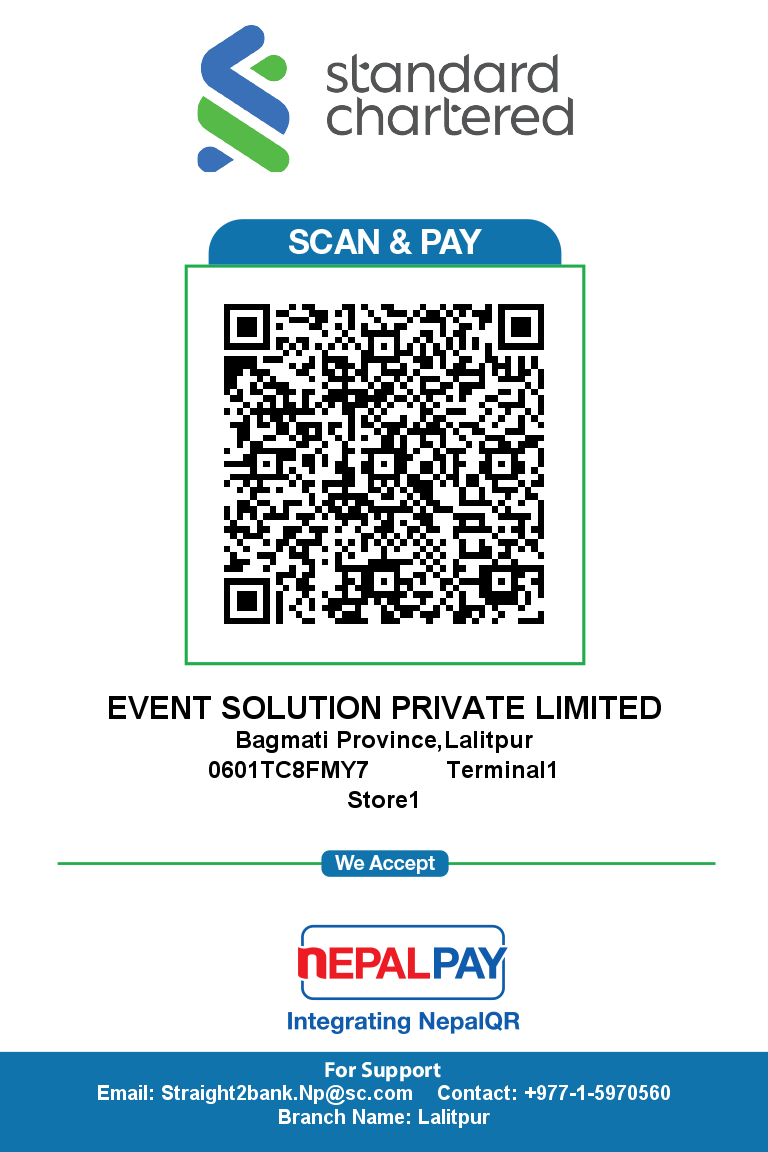 standard
chartered
SCAN & PAY
EVENT SOLUTION PRIVATE LIMITED
Bagmati Province,Lalitpur
0601TC8FMY7 Terminal1
Store1
We Accept
nEPALPAY
Integrating NepalQR
For Support
Email: Straight2bank.Np@sc.com Contact: +977-1-5970560
Branch Name: Lalitpur